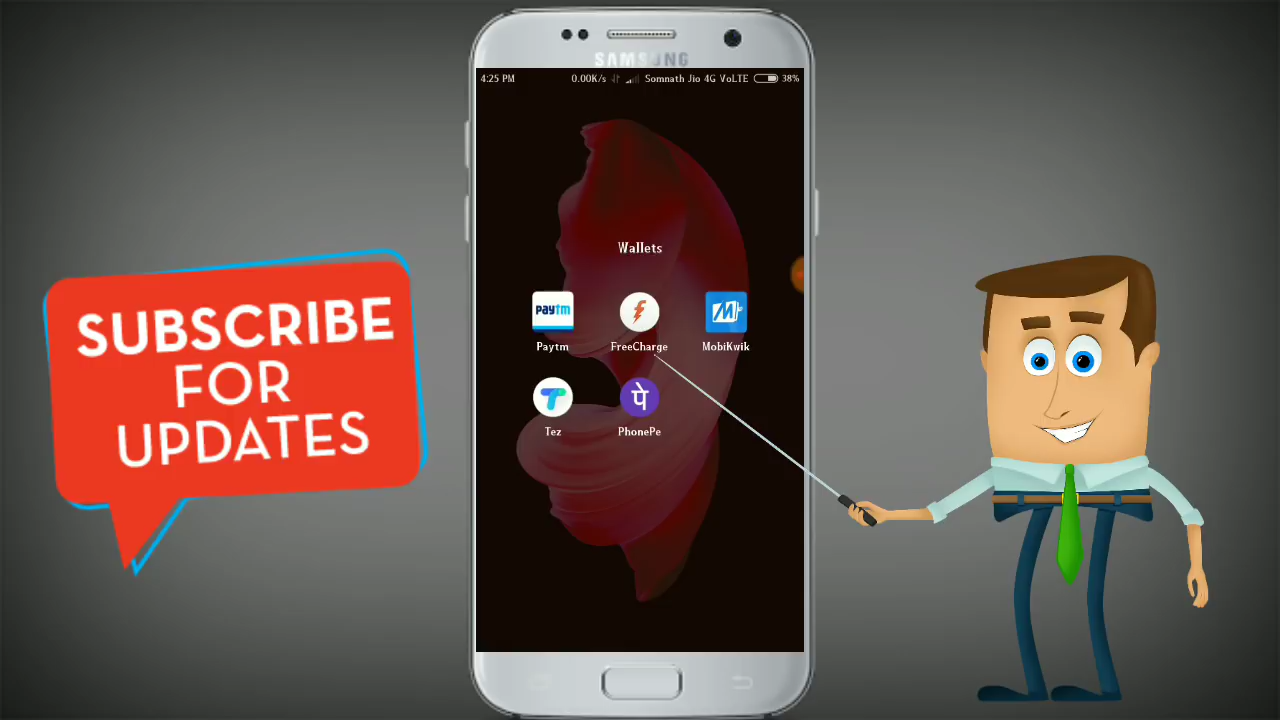 SAMSUNG
4:25 PM 0.00K/s Somnath Jio 4G VoLTE 38%
Wallets
paytm
Paytm FreeCharge MobiKwik
पे
Tez PhonePe
SUBSCRIBE
FOR
UPDATES